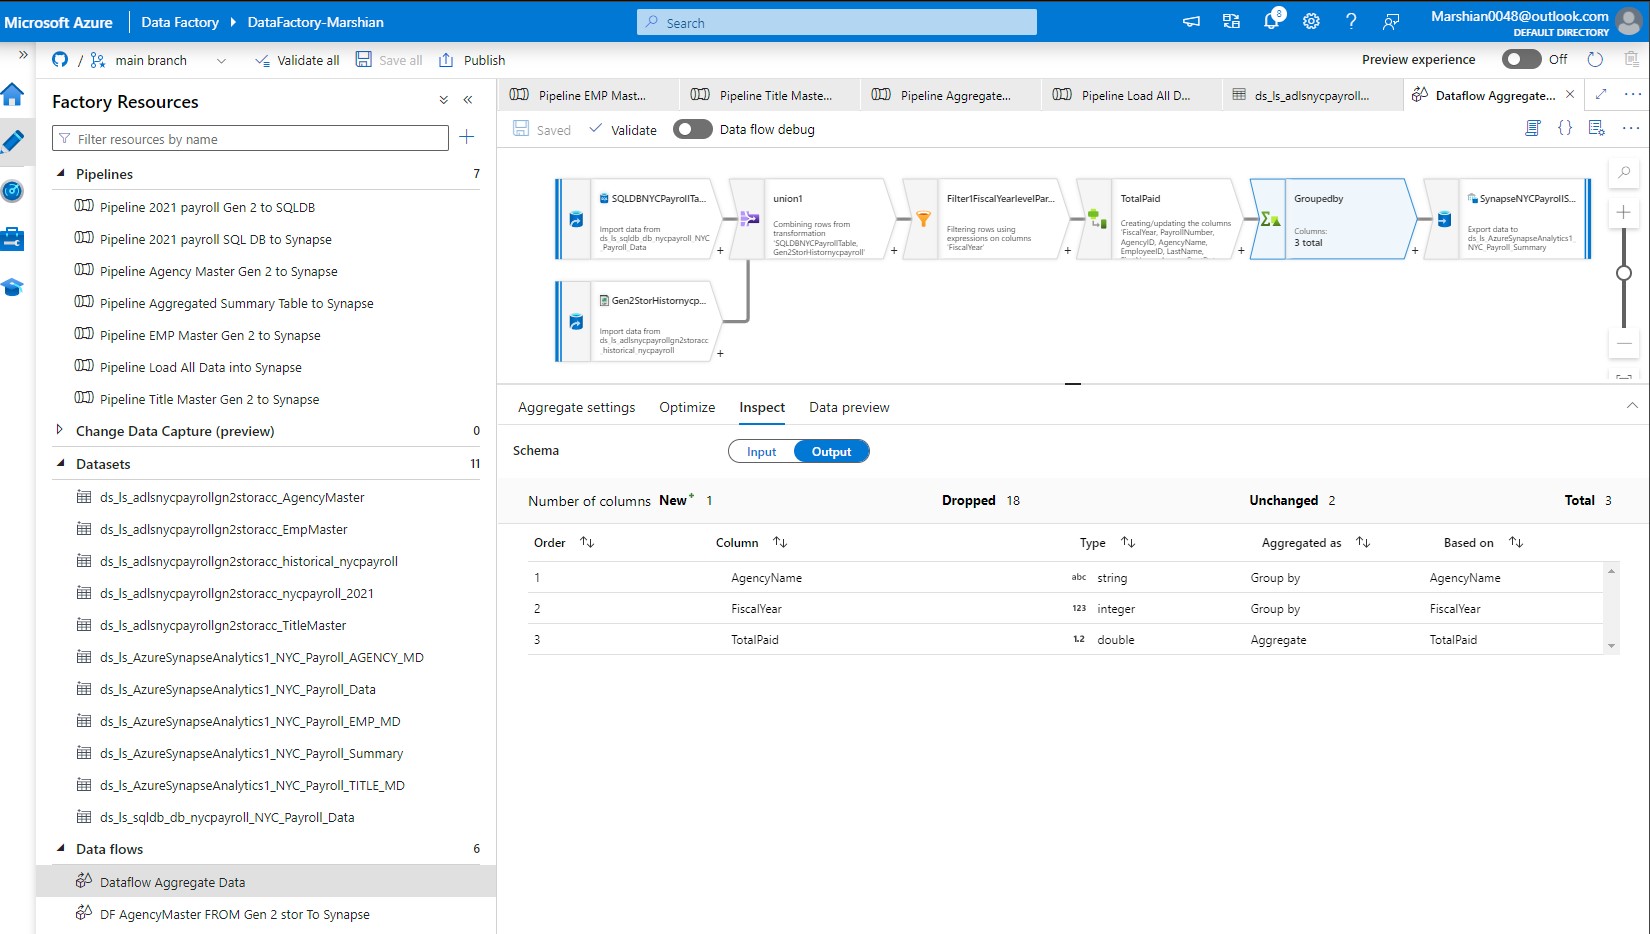 Microsoft Azure
Data Factory
DataFactory-Marshian
Search
8
Marshian0048@outlook.com
DEFAULT DIRECTORY
/
main branch
Validate all
Save all
Publish
Preview experience
Off
Factory Resources
Filter resources by name
Pipelines
7
Pipeline 2021 payroll Gen 2 to SQLDB
Pipeline 2021 payroll SQL DB to Synapse
Pipeline Agency Master Gen 2 to Synapse
Pipeline Aggregated Summary Table to Synapse
Pipeline EMP Master Gen 2 to Synapse
Pipeline Load All Data into Synapse
Pipeline Title Master Gen 2 to Synapse
Change Data Capture (preview)
0
Datasets
11
ds_ls_adlsnycpayrollgn2storacc_AgencyMaster
ds_ls_adlsnycpayrollgn2storacc_EmpMaster
ds_ls_adlsnycpayrollgn2storacc_historical_nycpayroll
ds_ls_adlsnycpayrollgn2storacc_nycpayroll_2021
ds_ls_adlsnycpayrollgn2storacc_TitleMaster
ds_ls_AzureSynapseAnalytics1_NYC_Payroll_AGENCY_MD
ds_ls_AzureSynapseAnalytics1_NYC_Payroll_Data
ds_ls_AzureSynapseAnalytics1_NYC_Payroll_EMP_MD
ds_ls_AzureSynapseAnalytics1_NYC_Payroll_Summary
ds_ls_AzureSynapseAnalytics1_NYC_Payroll_TITLE_MD
ds_ls_sqldb_db_nycpayroll_NYC_Payroll_Data
Data flows
6
Dataflow Aggregate Data
DF AgencyMaster FROM Gen 2 stor To Synapse
Pipeline EMP Mast...
Pipeline Title Maste...
Pipeline Aggregate...
Pipeline Load All D...
ds_ls_adlsnycpayroll...
Dataflow Aggregate...
Saved
Validate
Data flow debug
SQLDBNYCPayrollTa...
Import data from
ds_ls_sqldb_db_nycpayroll_NYC
_Payroll_Data
union1
Combining rows from
transformation
'SQLDBNYCPayrollTable,
Gen2StorHistornycpayroll'
Filter1FiscalYearlevelPar...
Filtering rows using
expressions on columns
'FiscalYear'
TotalPaid
Creating/updating the columns
'FiscalYear, PayrollNumber,
AgencyID, AgencyName,
EmployeeID, LastName,
Groupedby
Columns:
3 total
SynapseNYCPayrollS...
Export data to
ds_ls_AzureSynapseAnalytics1
_NYC_Payroll_Summary
Gen2StorHistornycp...
Import data from
ds_ls_adlsnycpayrollgn2storacc
_historical_nycpayroll
Aggregate settings
Optimize
Inspect
Data preview
Schema
Input
Output
Number of columns New+ 1
Dropped 18
Unchanged 2
Total 3
Order
Column
Type
Aggregated as
Based on
1 AgencyName abc string Group by AgencyName
2 FiscalYear 123 integer Group by FiscalYear
3 TotalPaid 1.2 double Aggregate TotalPaid